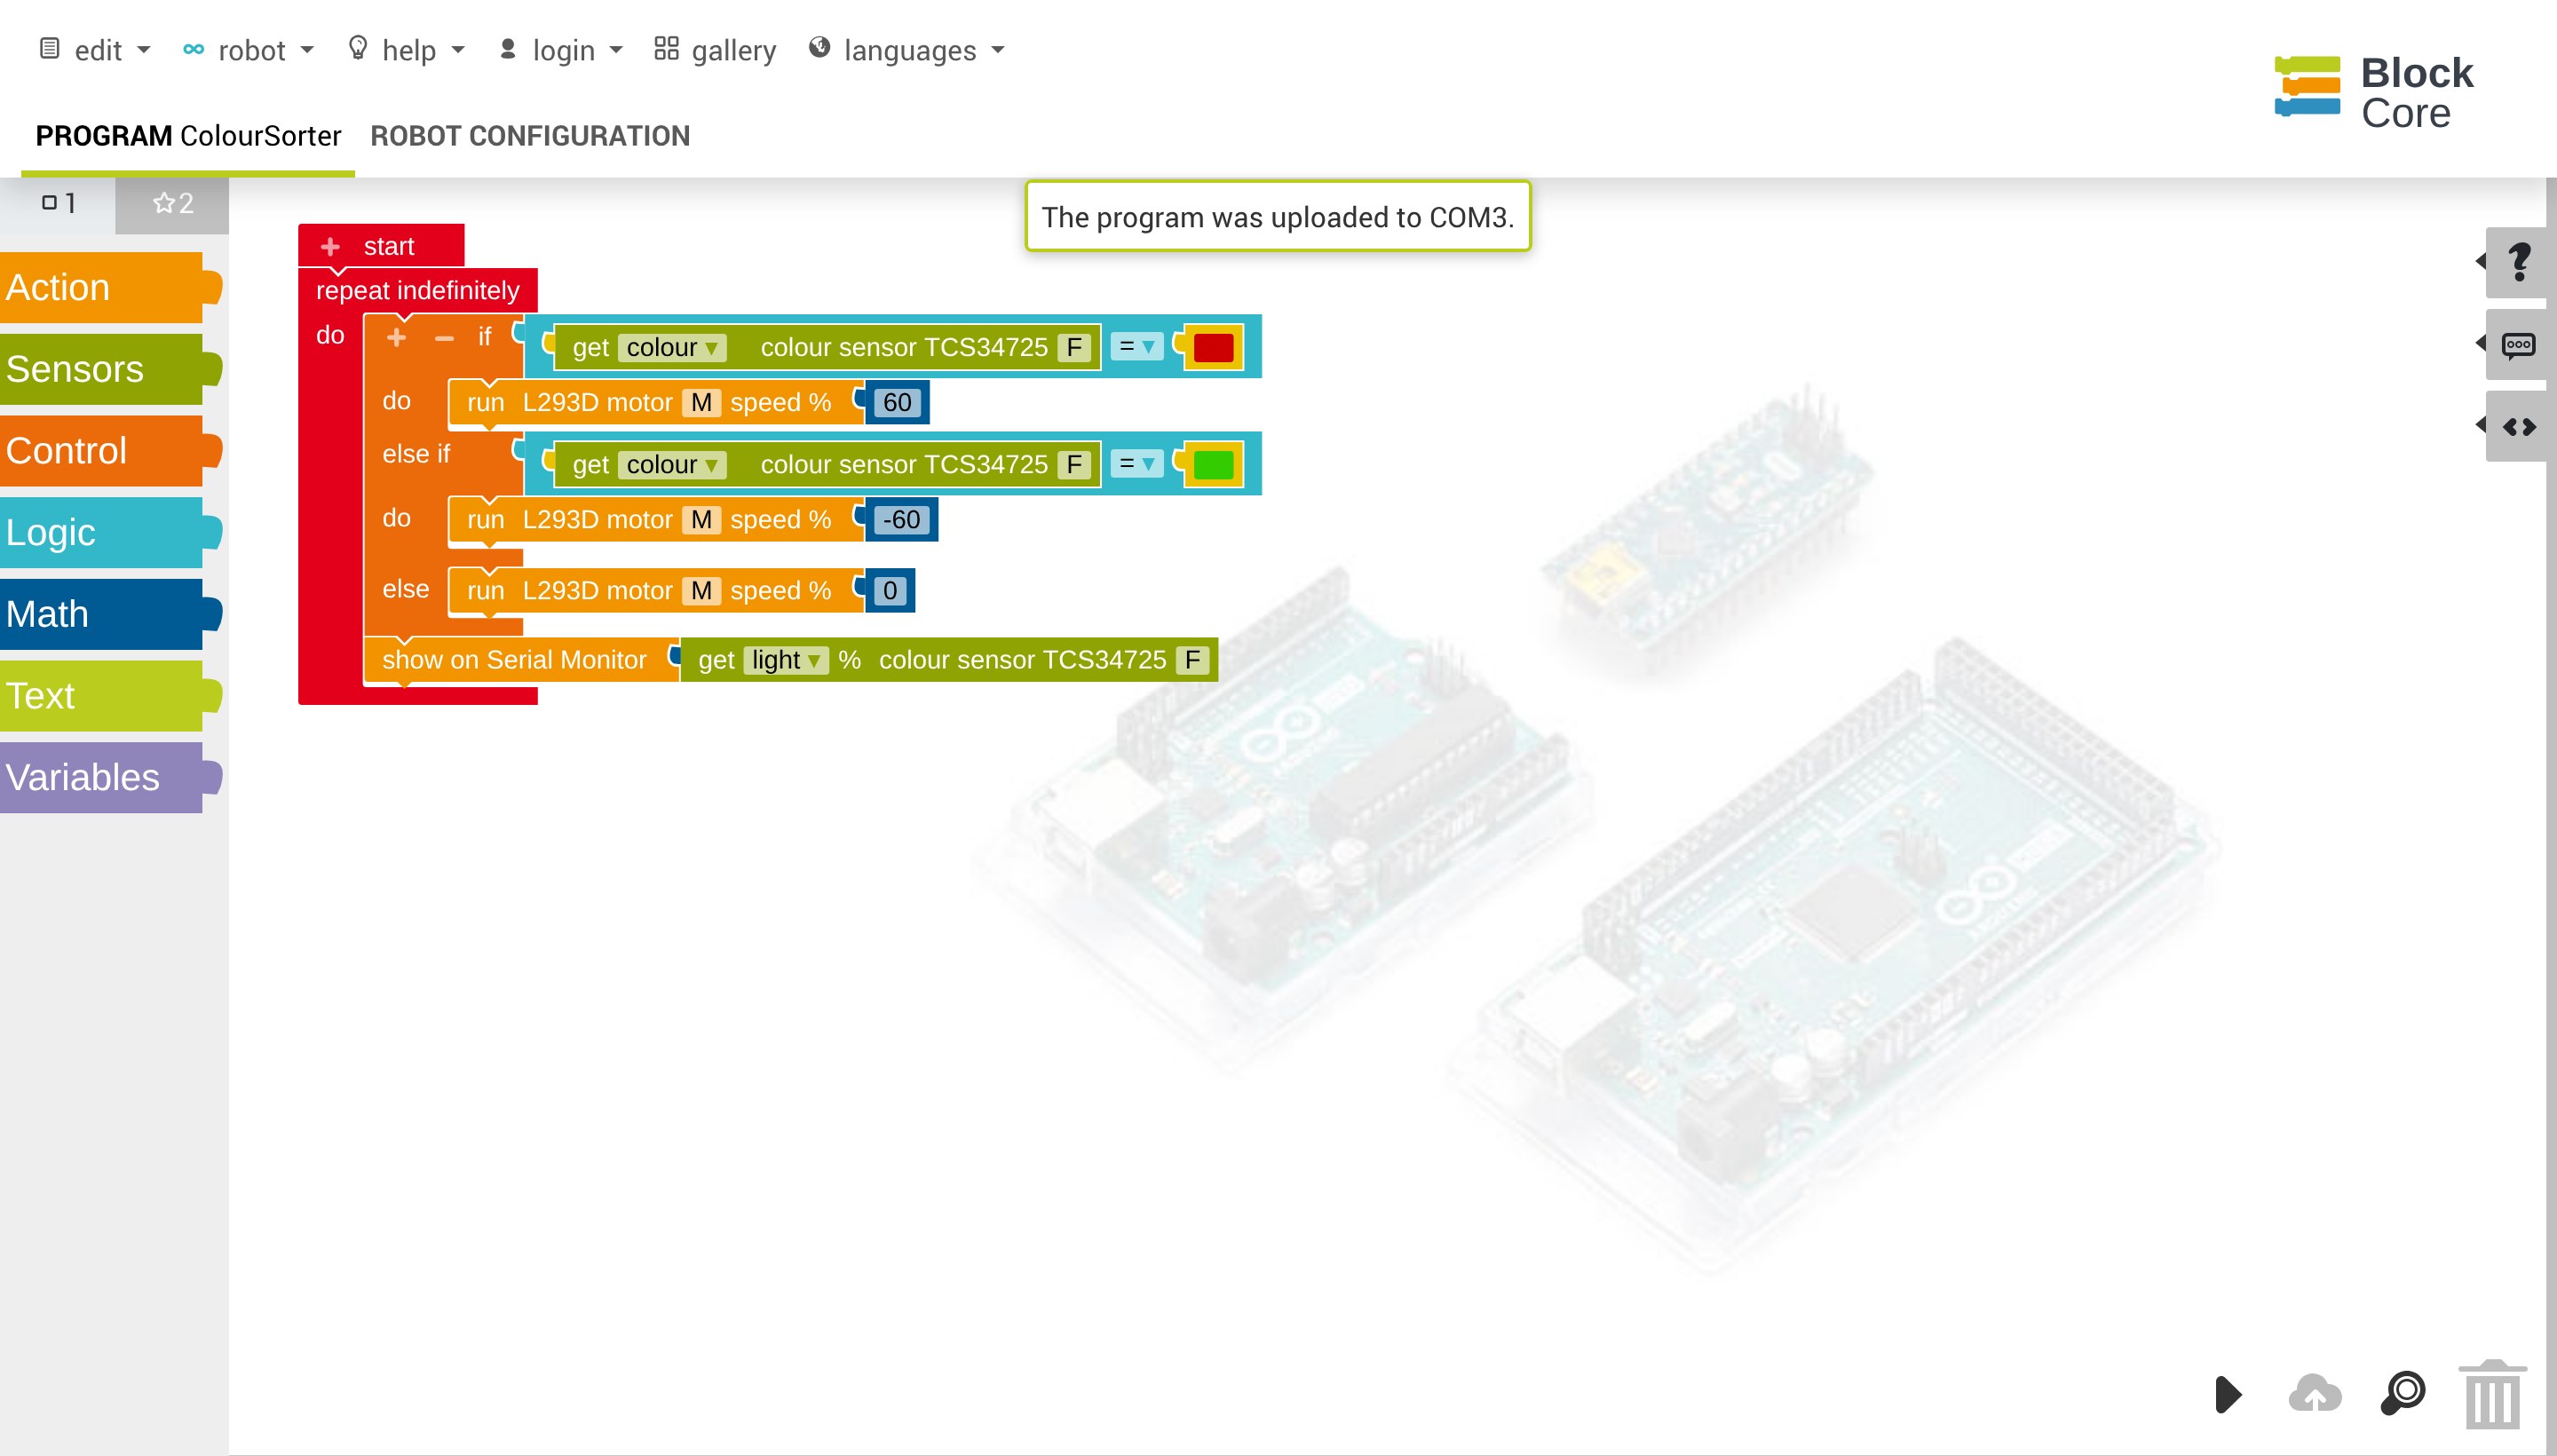 edit robot help login gallery languages
Block
Core
PROGRAM ColourSorter ROBOT CONFIGURATION
1 2
The program was uploaded to COM3.
Action
Sensors
Control
Logic
Math
Text
Variables
+ start
repeat indefinitely
do + − if get colour ▾ colour sensor TCS34725 F = ▾
do run L293D motor M speed % 60
else if get colour ▾ colour sensor TCS34725 F = ▾
do run L293D motor M speed % -60
else run L293D motor M speed % 0
show on Serial Monitor get light ▾ % colour sensor TCS34725 F